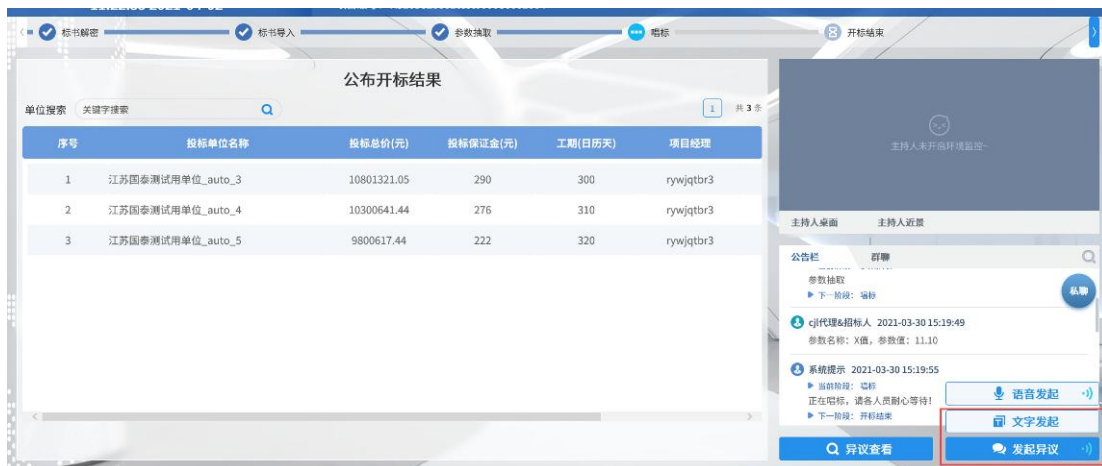 标书解密
标书导入
参数抽取
唱标
开标结束
公布开标结果
单位搜索 关键字搜索
1 共 3 条
序号 投标单位名称 投标总价(元) 投标保证金(元) 工期(日历天) 项目经理
1 江苏国泰测试用单位_auto_3 10801321.05 290 300 rywjqtbr3
2 江苏国泰测试用单位_auto_4 10300641.44 276 310 rywjqtbr3
3 江苏国泰测试用单位_auto_5 9800617.44 222 320 rywjqtbr3
主持人未开启环境监控~
主持人桌面 主持人近景
公告栏 群聊
参数抽取
下一阶段: 唱标
私聊
cjl代理&招标人 2021-03-30 15:19:49
参数名称: X值, 参数值: 11.10
系统提示 2021-03-30 15:19:55
当前阶段: 唱标
正在唱标, 请各人员耐心等待!
下一阶段: 开标结束
语音发起
文字发起
异议查看
发起异议